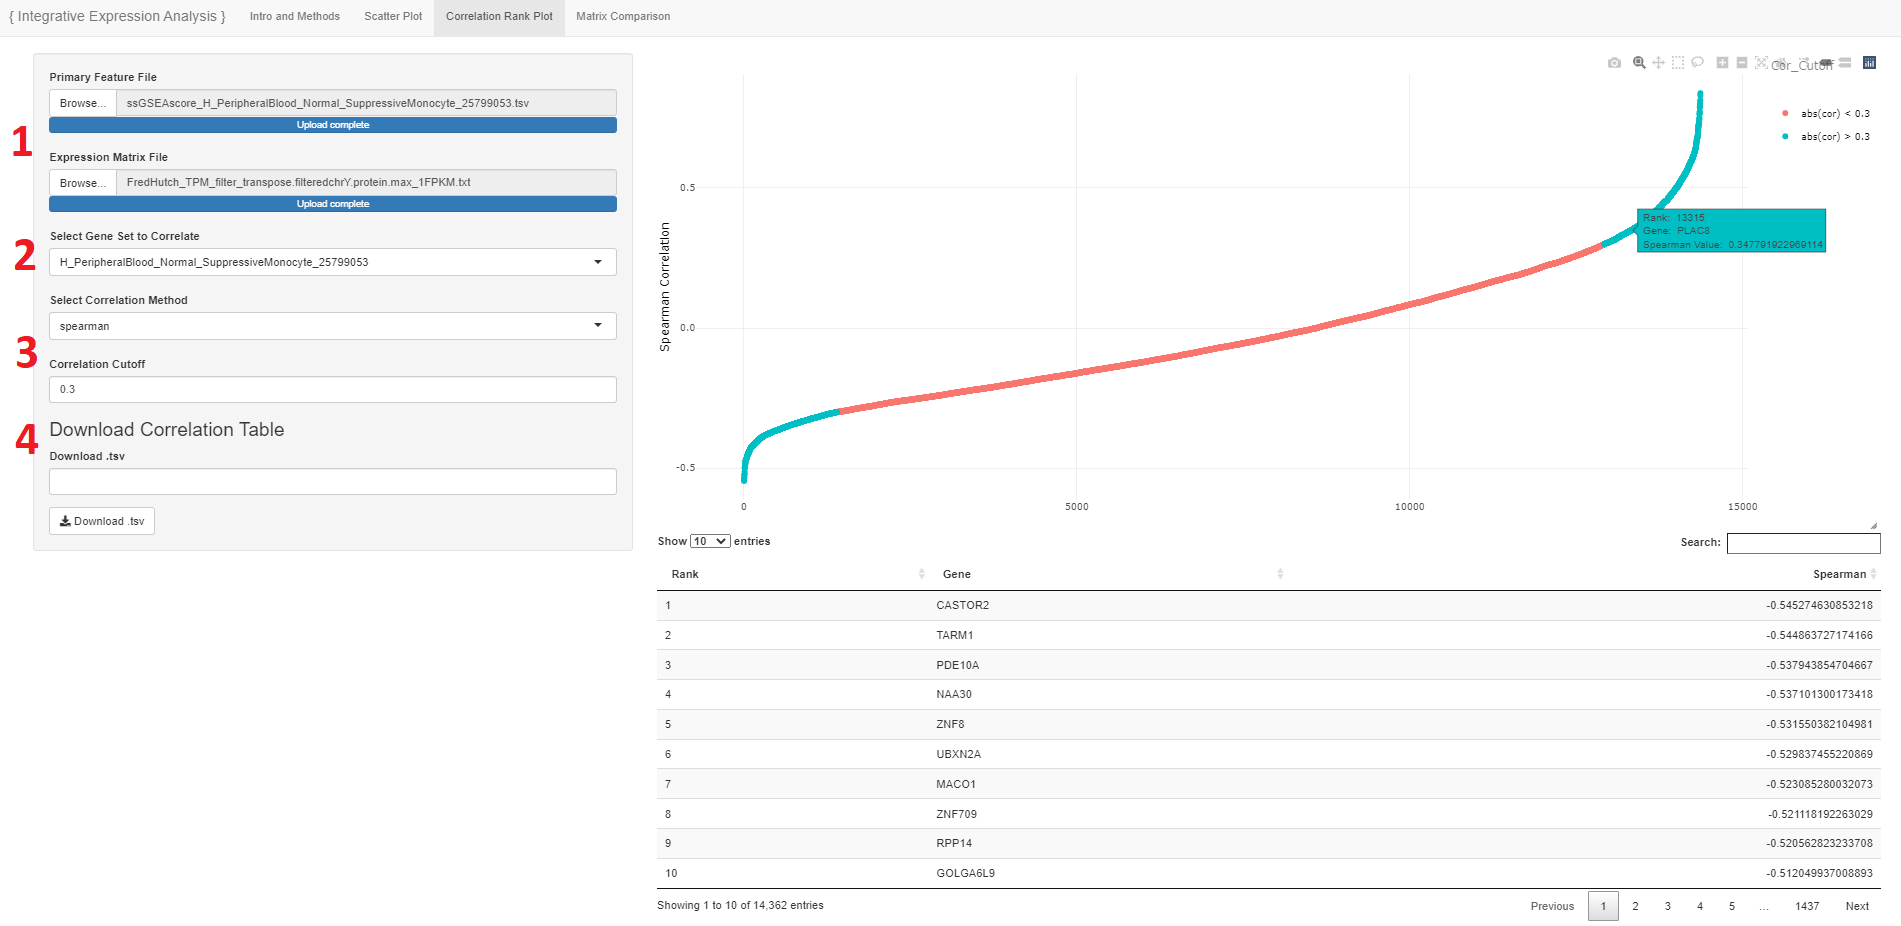 { Integrative Expression Analysis } Intro and Methods Scatter Plot Correlation Rank Plot Matrix Comparison
1
Primary Feature File
Browse... ssGSEAscore_H_PeripheralBlood_Normal_SuppressiveMonocyte_25799053.tsv
Upload complete
Expression Matrix File
Browse... FredHutch_TPM_filter_transpose.filteredchrY.protein.max_1FPKM.txt
Upload complete
2
Select Gene Set to Correlate
H_PeripheralBlood_Normal_SuppressiveMonocyte_25799053
Select Correlation Method
spearman
3
Correlation Cutoff
0.3
4
Download Correlation Table
Download .tsv
Download .tsv
Cor_Cutoff
abs(cor) < 0.3
abs(cor) > 0.3
Spearman Correlation
0.5
0.0
-0.5
0 5000 10000 15000
Rank: 13315
Gene: PLAC8
Spearman Value: 0.347791922969114
Show 10 entries Search:
Rank Gene Spearman
1 CASTOR2 -0.545274630853218
2 TARM1 -0.544863727174166
3 PDE10A -0.537943854704667
4 NAA30 -0.537101300173418
5 ZNF8 -0.531550382104981
6 UBXN2A -0.529837455220869
7 MACO1 -0.523085280032073
8 ZNF709 -0.521118192263029
9 RPP14 -0.520562823233708
10 GOLGA6L9 -0.512049937008893
Showing 1 to 10 of 14,362 entries Previous 1 2 3 4 5 … 1437 Next